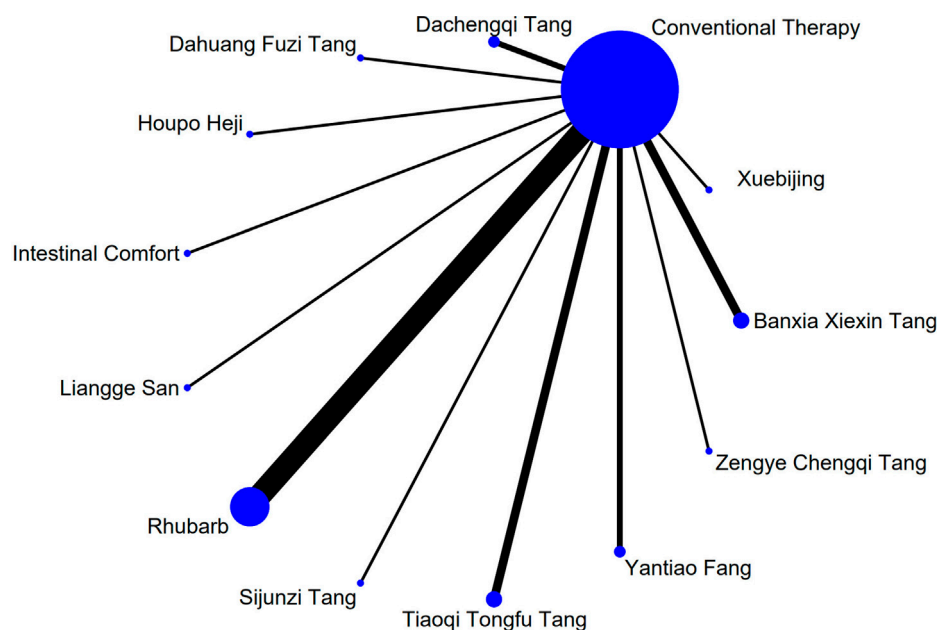 Dachengqi Tang
Conventional Therapy
Dahuang Fuzi Tang
Houpo Heji
Xuebijing
Intestinal Comfort
Banxia Xiexin Tang
Liangge San
Zengye Chengqi Tang
Rhubarb
Yantiao Fang
Sijunzi Tang
Tiaoqi Tongfu Tang